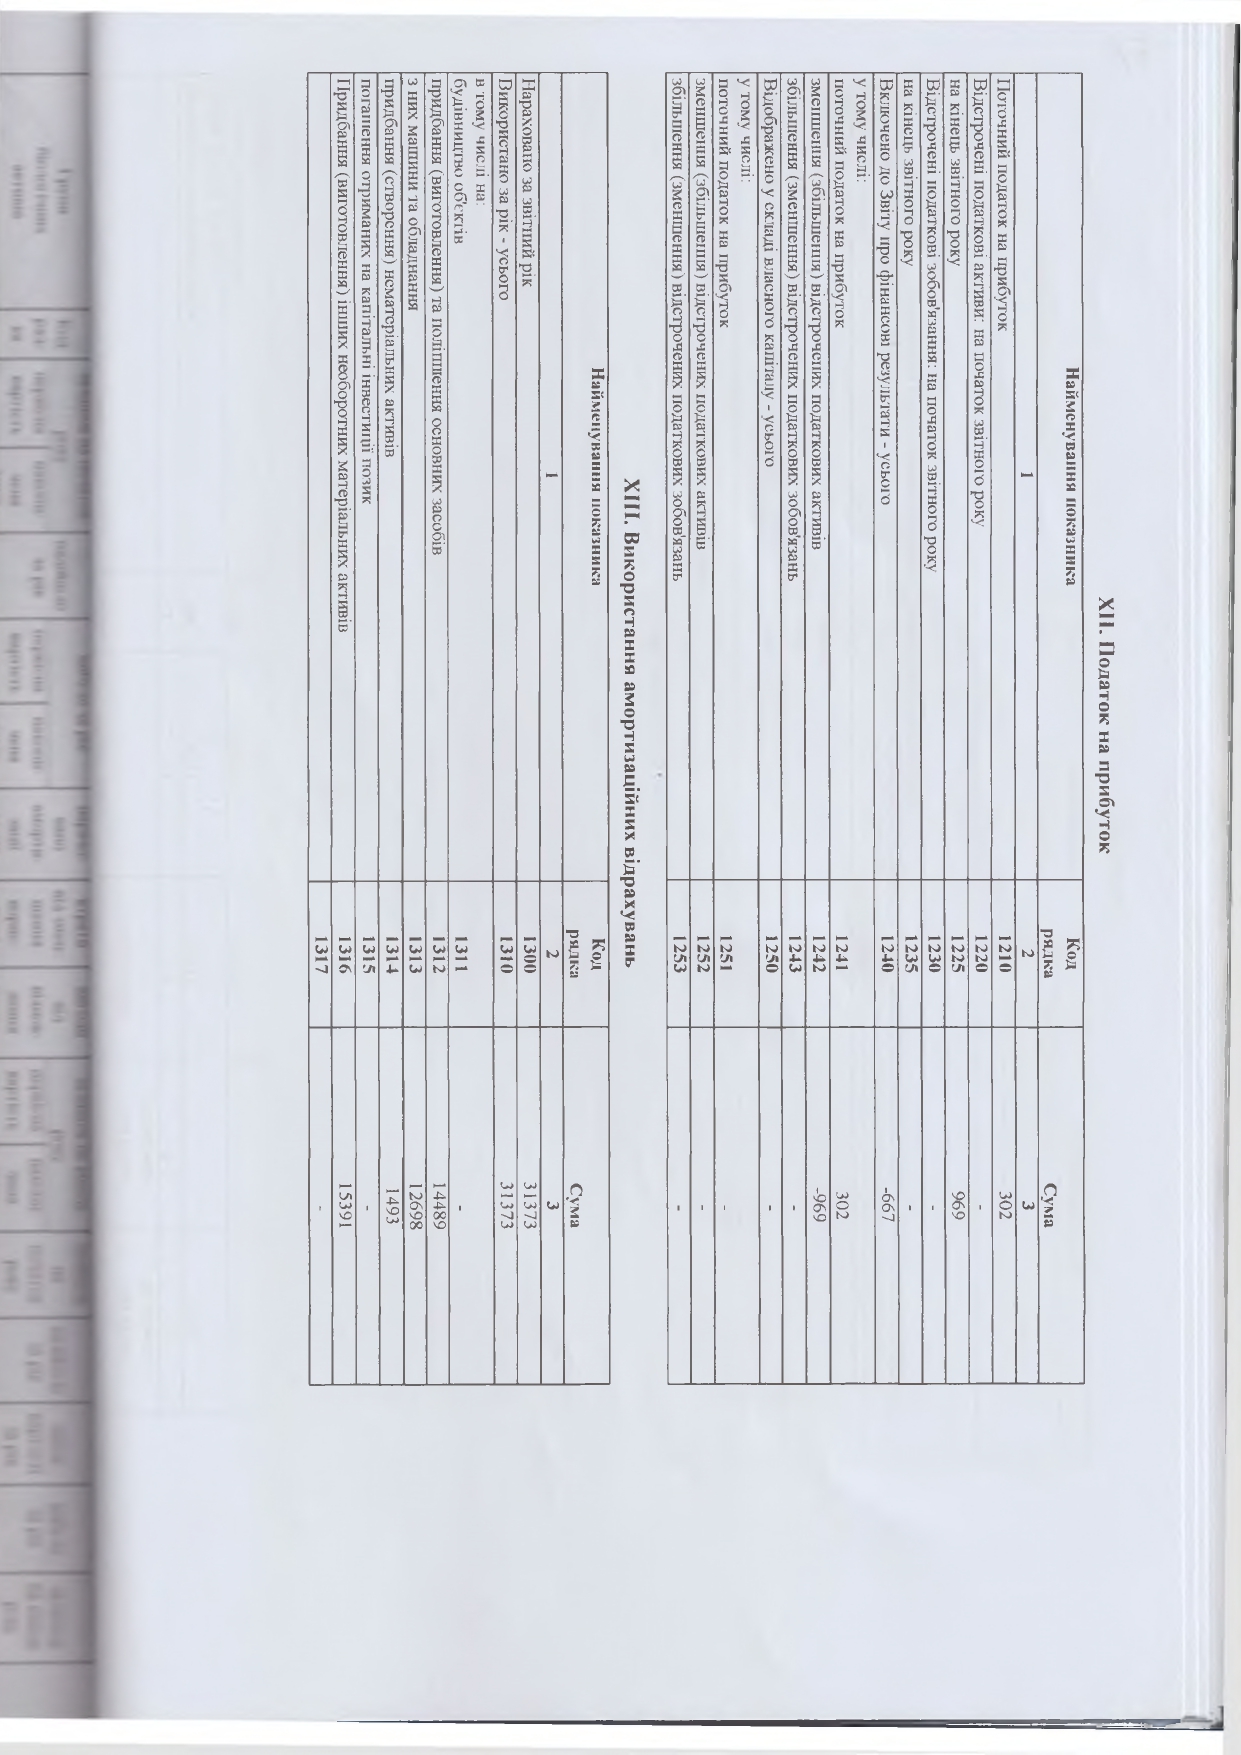 XII. Податок на прибуток
Найменування показника Код рядка Сума
1 2 3
Поточний податок на прибуток 1210 302
Відстрочені податкові активи: на початок звітного року 1220 -
на кінець звітного року 1225 969
Відстрочені податкові зобов'язання: на початок звітного року 1230 -
на кінець звітного року 1235 -
Включено до Звіту про фінансові результати - усього 1240 -667
у тому числі:
поточний податок на прибуток 1241 302
зменшення (збільшення) відстрочених податкових активів 1242 -969
збільшення (зменшення) відстрочених податкових зобов'язань 1243 -
Відображено у складі власного капіталу - усього 1250 -
у тому числі:
поточний податок на прибуток 1251 -
зменшення (збільшення) відстрочених податкових активів 1252 -
збільшення (зменшення) відстрочених податкових зобов'язань 1253 -
XIII. Використання амортизаційних відрахувань
Найменування показника Код рядка Сума
1 2 3
Нараховано за звітний рік 1300 31373
Використано за рік - усього 1310 31373
в тому числі на:
будівництво об'єктів 1311 -
придбання (виготовлення) та поліпшення основних засобів 1312 14489
з них машини та обладнання 1313 12698
придбання (створення) нематеріальних активів 1314 1493
погашення отриманих на капітальні інвестиції позик 1315 -
Придбання (виготовлення) інших необоротних матеріальних активів 1316 15391
1317 -